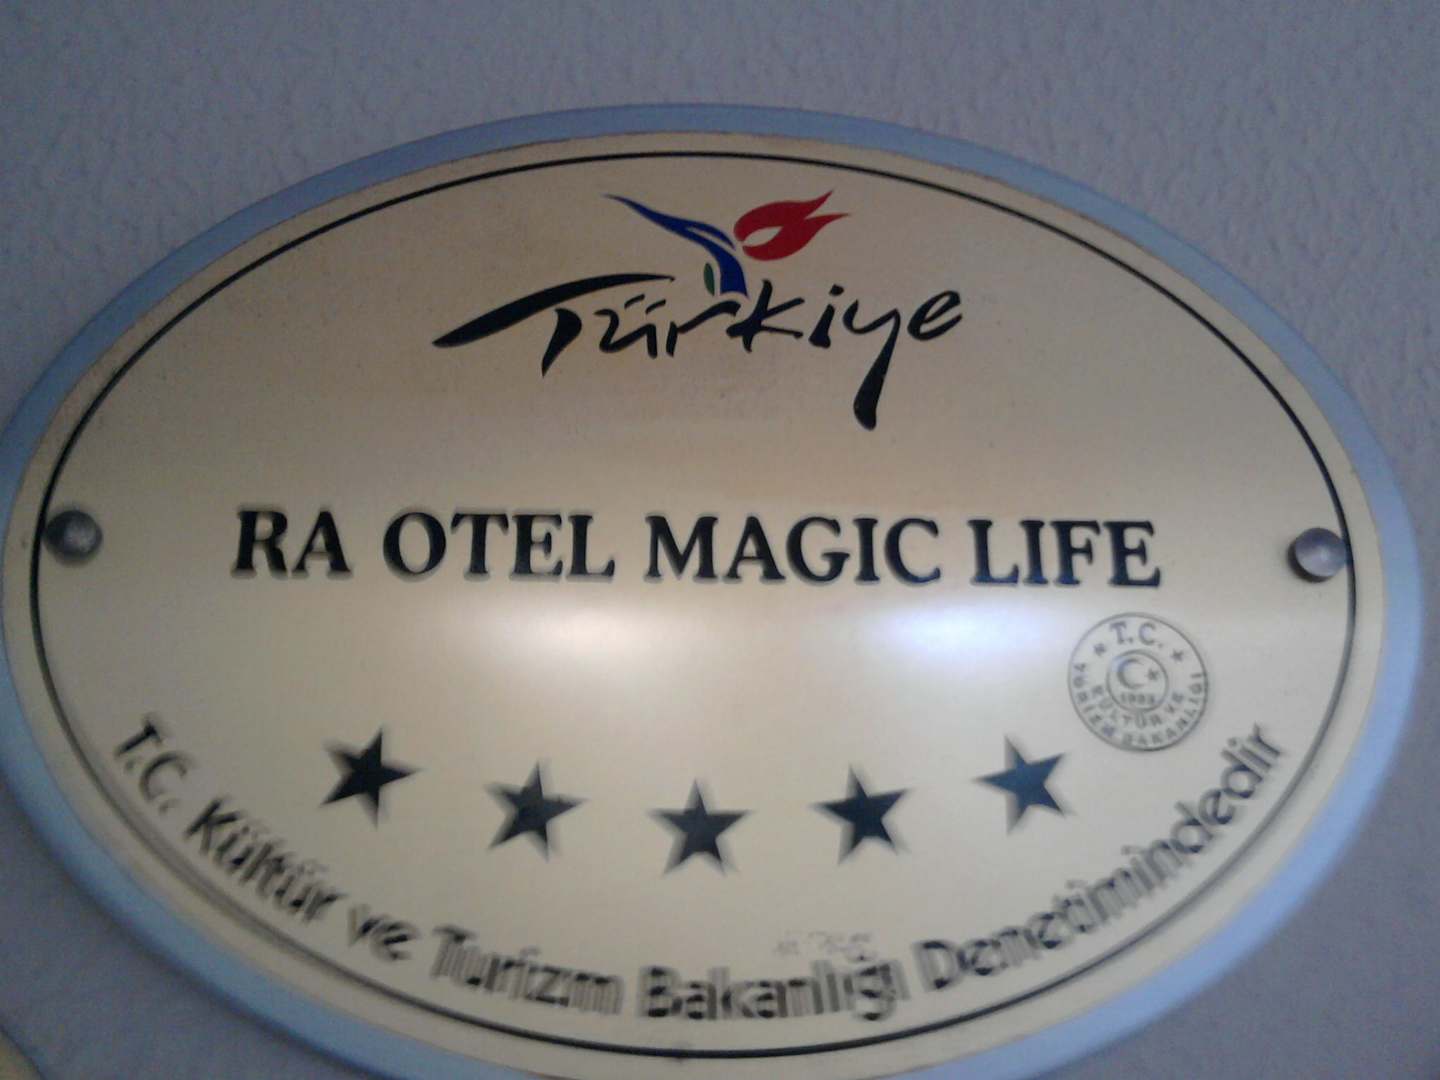 Türkiye
RA OTEL MAGIC LIFE
T.C.
KÜLTÜR VE
TURİZM BAKANLIĞI
T.C. Kültür ve Turizm Bakanlığı Denetimindedir